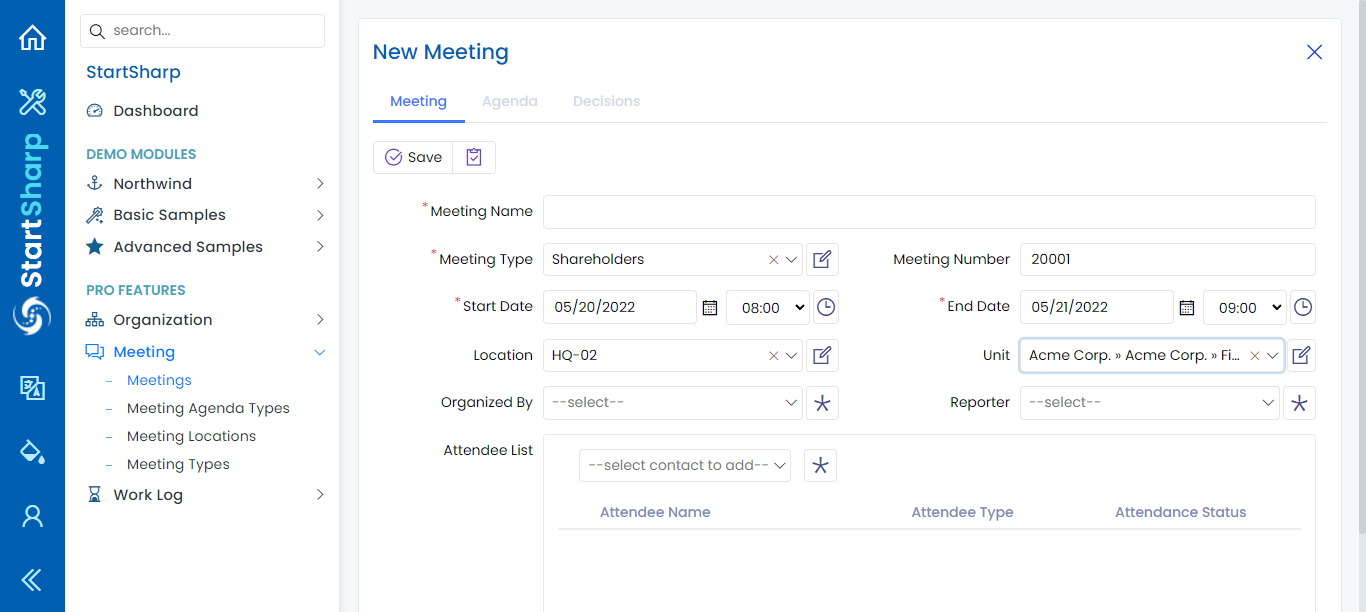 StartSharp
search...
StartSharp
Dashboard
DEMO MODULES
Northwind
Basic Samples
Advanced Samples
PRO FEATURES
Organization
Meeting
– Meetings
– Meeting Agenda Types
– Meeting Locations
– Meeting Types
Work Log
New Meeting
Meeting Agenda Decisions
Save
*Meeting Name
*Meeting Type Shareholders Meeting Number 20001
*Start Date 05/20/2022 08:00 *End Date 05/21/2022 09:00
Location HQ-02 Unit Acme Corp. » Acme Corp. » Fi...
Organized By --select-- Reporter --select--
Attendee List
--select contact to add--
Attendee Name Attendee Type Attendance Status